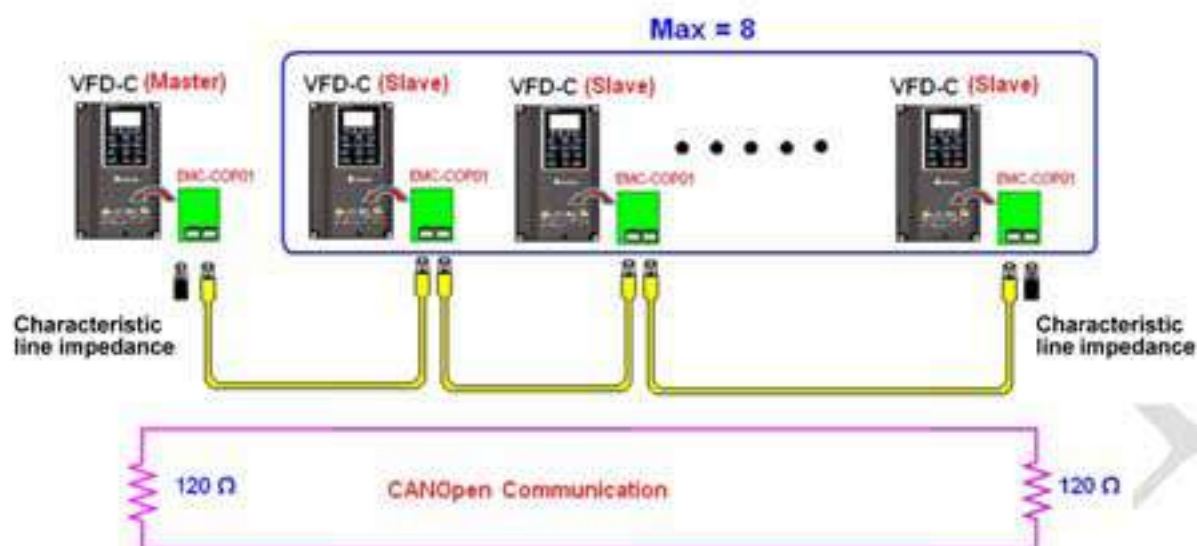 Max = 8
VFD-C (Master)
VFD-C (Slave)
VFD-C (Slave)
VFD-C (Slave)
EMC-COP01
EMC-COP01
EMC-COP01
EMC-COP01
Characteristic
line impedance
Characteristic
line impedance
120 Ω
CANOpen Communication
120 Ω